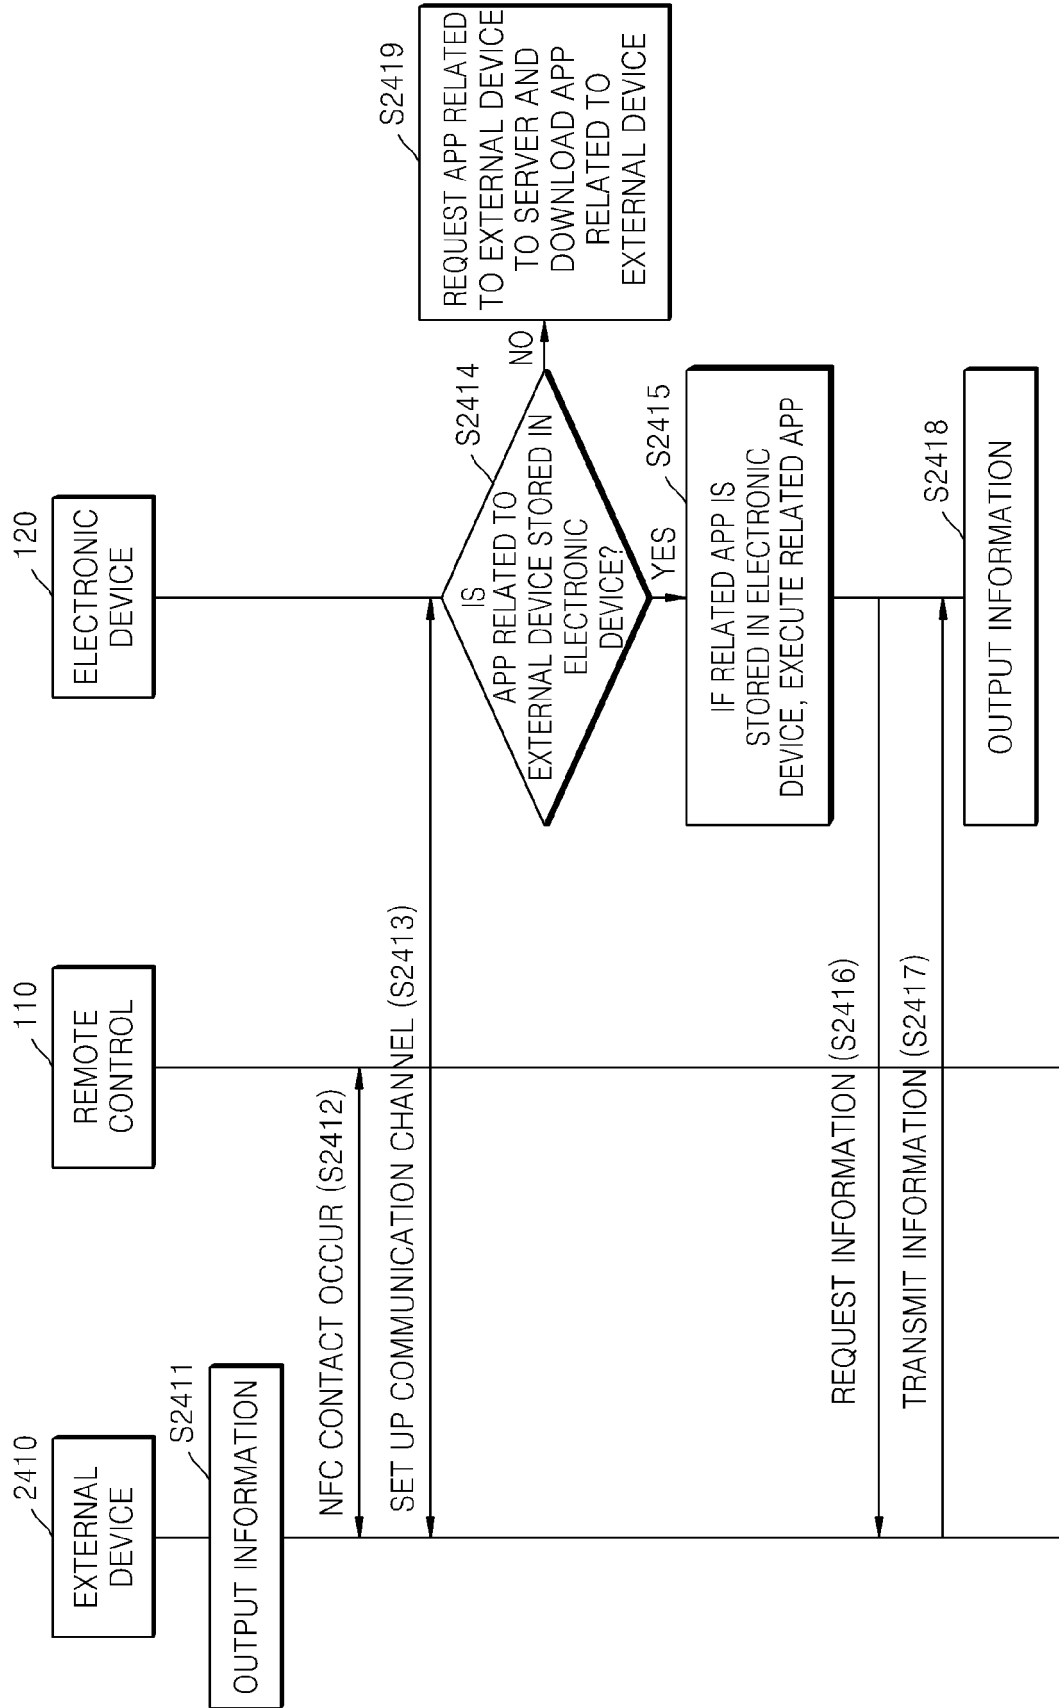 2410
EXTERNAL
DEVICE
110
REMOTE
CONTROL
120
ELECTRONIC
DEVICE
S2411
OUTPUT INFORMATION
NFC CONTACT OCCUR (S2412)
SET UP COMMUNICATION CHANNEL (S2413)
S2414
IS
APP RELATED TO
EXTERNAL DEVICE STORED IN
ELECTRONIC
DEVICE?
NO
S2419
REQUEST APP RELATED
TO EXTERNAL DEVICE
TO SERVER AND
DOWNLOAD APP
RELATED TO
EXTERNAL DEVICE
YES
S2415
IF RELATED APP IS
STORED IN ELECTRONIC
DEVICE, EXECUTE RELATED APP
REQUEST INFORMATION (S2416)
TRANSMIT INFORMATION (S2417)
S2418
OUTPUT INFORMATION